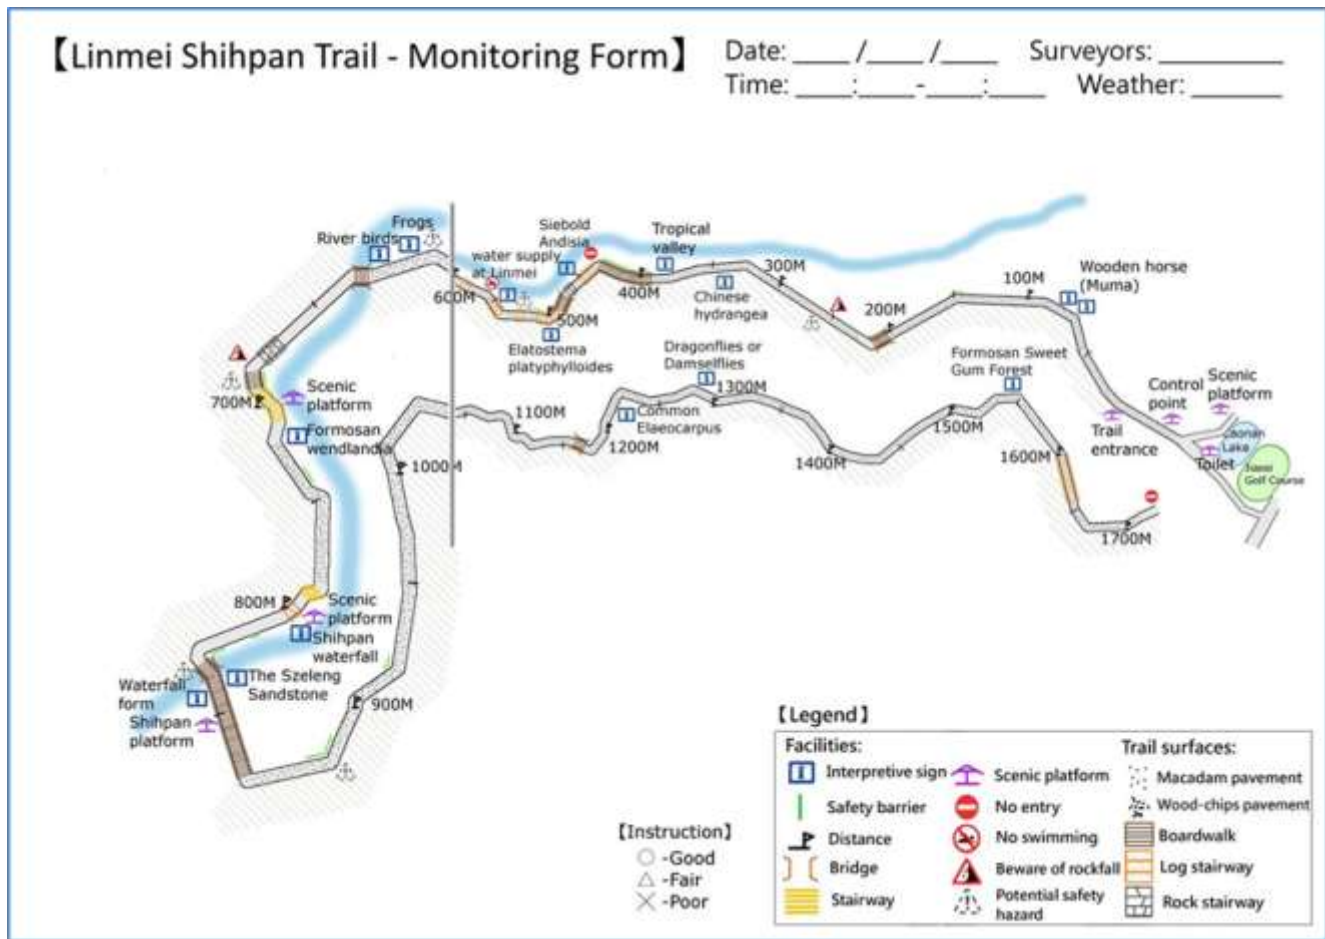 【Linmei Shihpan Trail - Monitoring Form】
Date: ____ /____ /____ Surveyors: _________
Time: ____:____-____:____ Weather: _______
Frogs
River birds
water supply
at Linmei
Siebold
Andisia
Tropical
valley
300M
100M
Wooden horse
(Muma)
600M
500M
400M
Chinese
hydrangea
200M
Elatostema
platyphylloides
Dragonflies or
Damselflies
Formosan Sweet
Gum Forest
700M
Scenic
platform
Formosan
wendlandia
1000M
1100M
1200M
Common
Elaeocarpus
1300M
1400M
1500M
1600M
1700M
Trail
entrance
Control
point
Scenic
platform
Laonan
Lake
Toilet
Golf Course
800M
Scenic
platform
Shihpan
waterfall
The Szeleng
Sandstone
Waterfall
form
Shihpan
platform
900M
【Instruction】
○ -Good
△ -Fair
× -Poor
【Legend】
Facilities:
Interpretive sign
Safety barrier
Distance
Bridge
Stairway
Scenic platform
No entry
No swimming
Beware of rockfall
Potential safety
hazard
Trail surfaces:
Macadam pavement
Wood-chips pavement
Boardwalk
Log stairway
Rock stairway